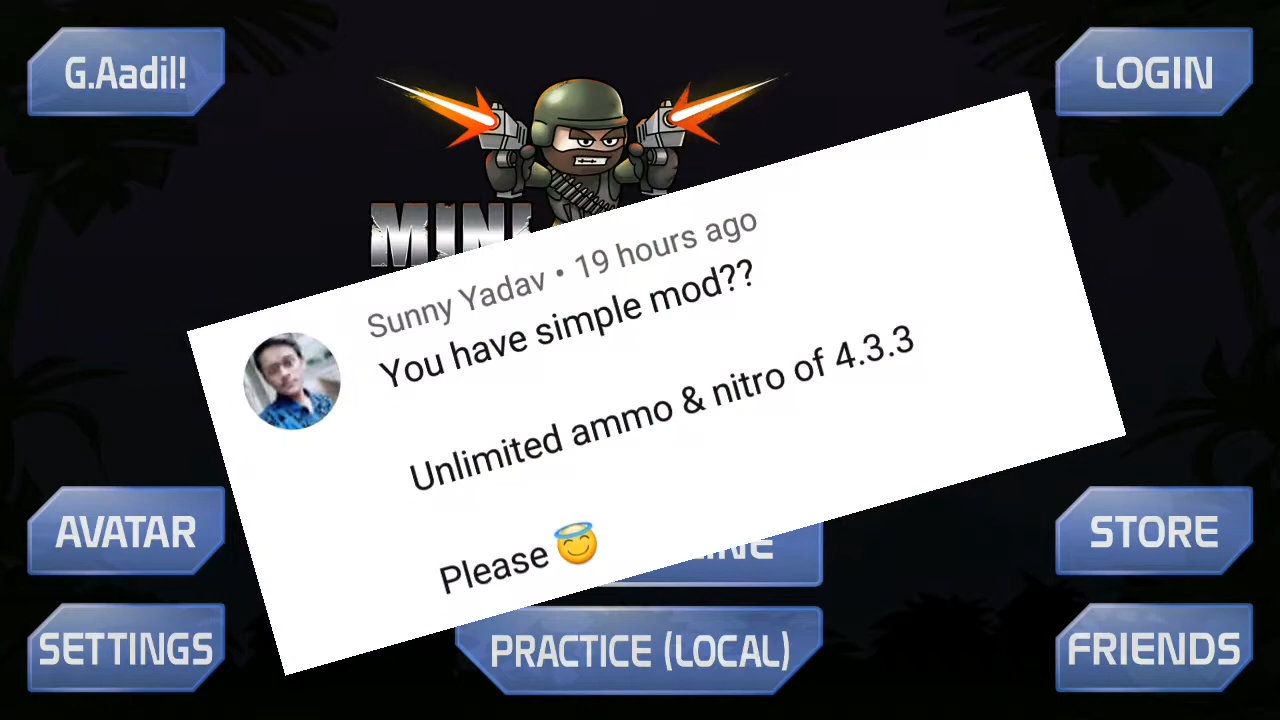 G.Aadil!
LOGIN
MINI
Sunny Yadav • 19 hours ago
You have simple mod??
Unlimited ammo & nitro of 4.3.3
Please 😇
AVATAR
STORE
SETTINGS
PRACTICE (LOCAL)
FRIENDS